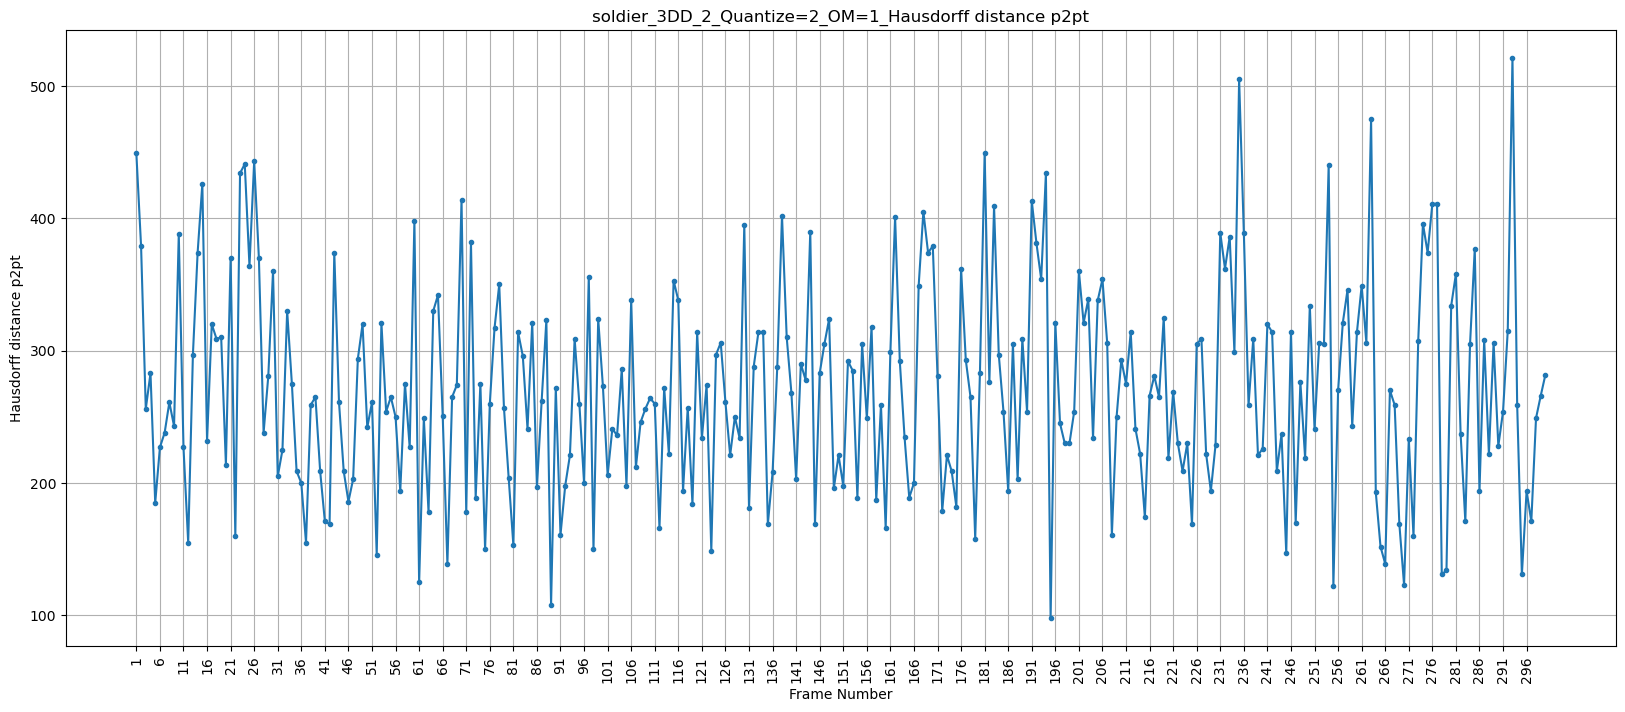 soldier_3DD_2_Quantize=2_OM=1_Hausdorff distance p2pt
Hausdorff distance p2pt
500
400
300
200
100
1 6 11 16 21 26 31 36 41 46 51 56 61 66 71 76 81 86 91 96 101 106 111 116 121 126 131 136 141 146 151 156 161 166 171 176 181 186 191 196 201 206 211 216 221 226 231 236 241 246 251 256 261 266 271 276 281 286 291 296
Frame Number